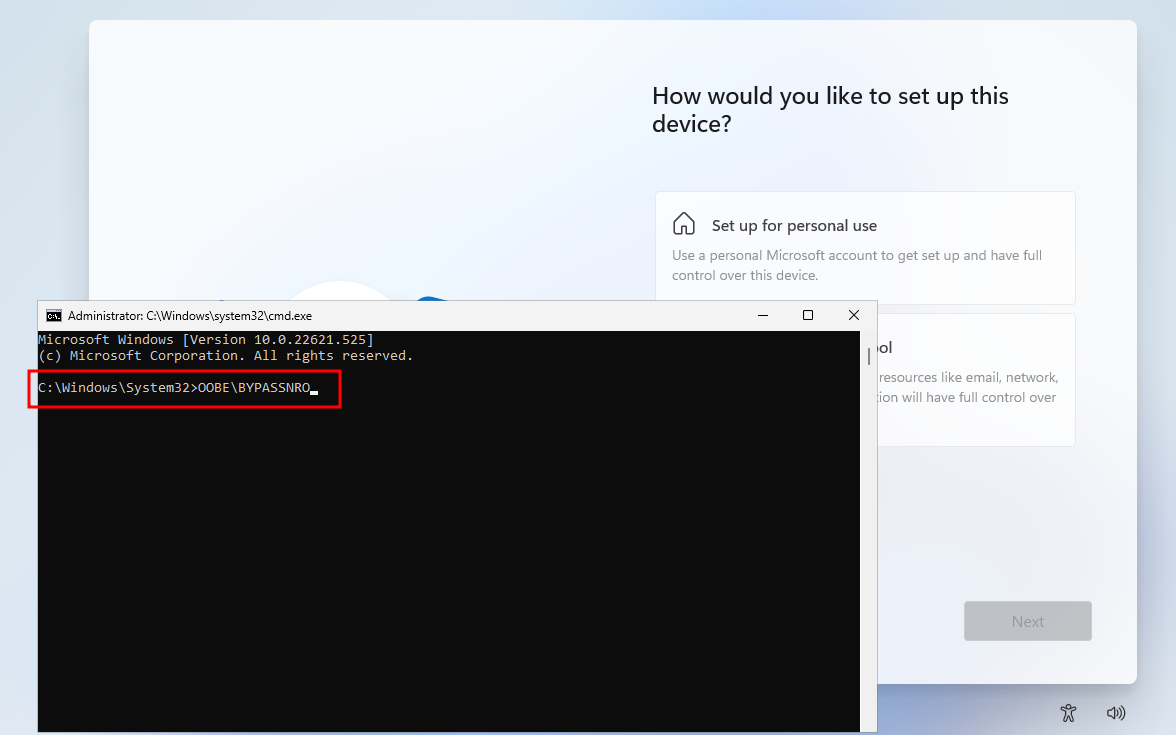 How would you like to set up this
device?
Set up for personal use
Use a personal Microsoft account to get set up and have full
control over this device.
Administrator: C:\Windows\system32\cmd.exe
Microsoft Windows [Version 10.0.22621.525]
(c) Microsoft Corporation. All rights reserved.
C:\Windows\System32>OOBE\BYPASSNRO
ol
resources like email, network,
tion will have full control over
Next